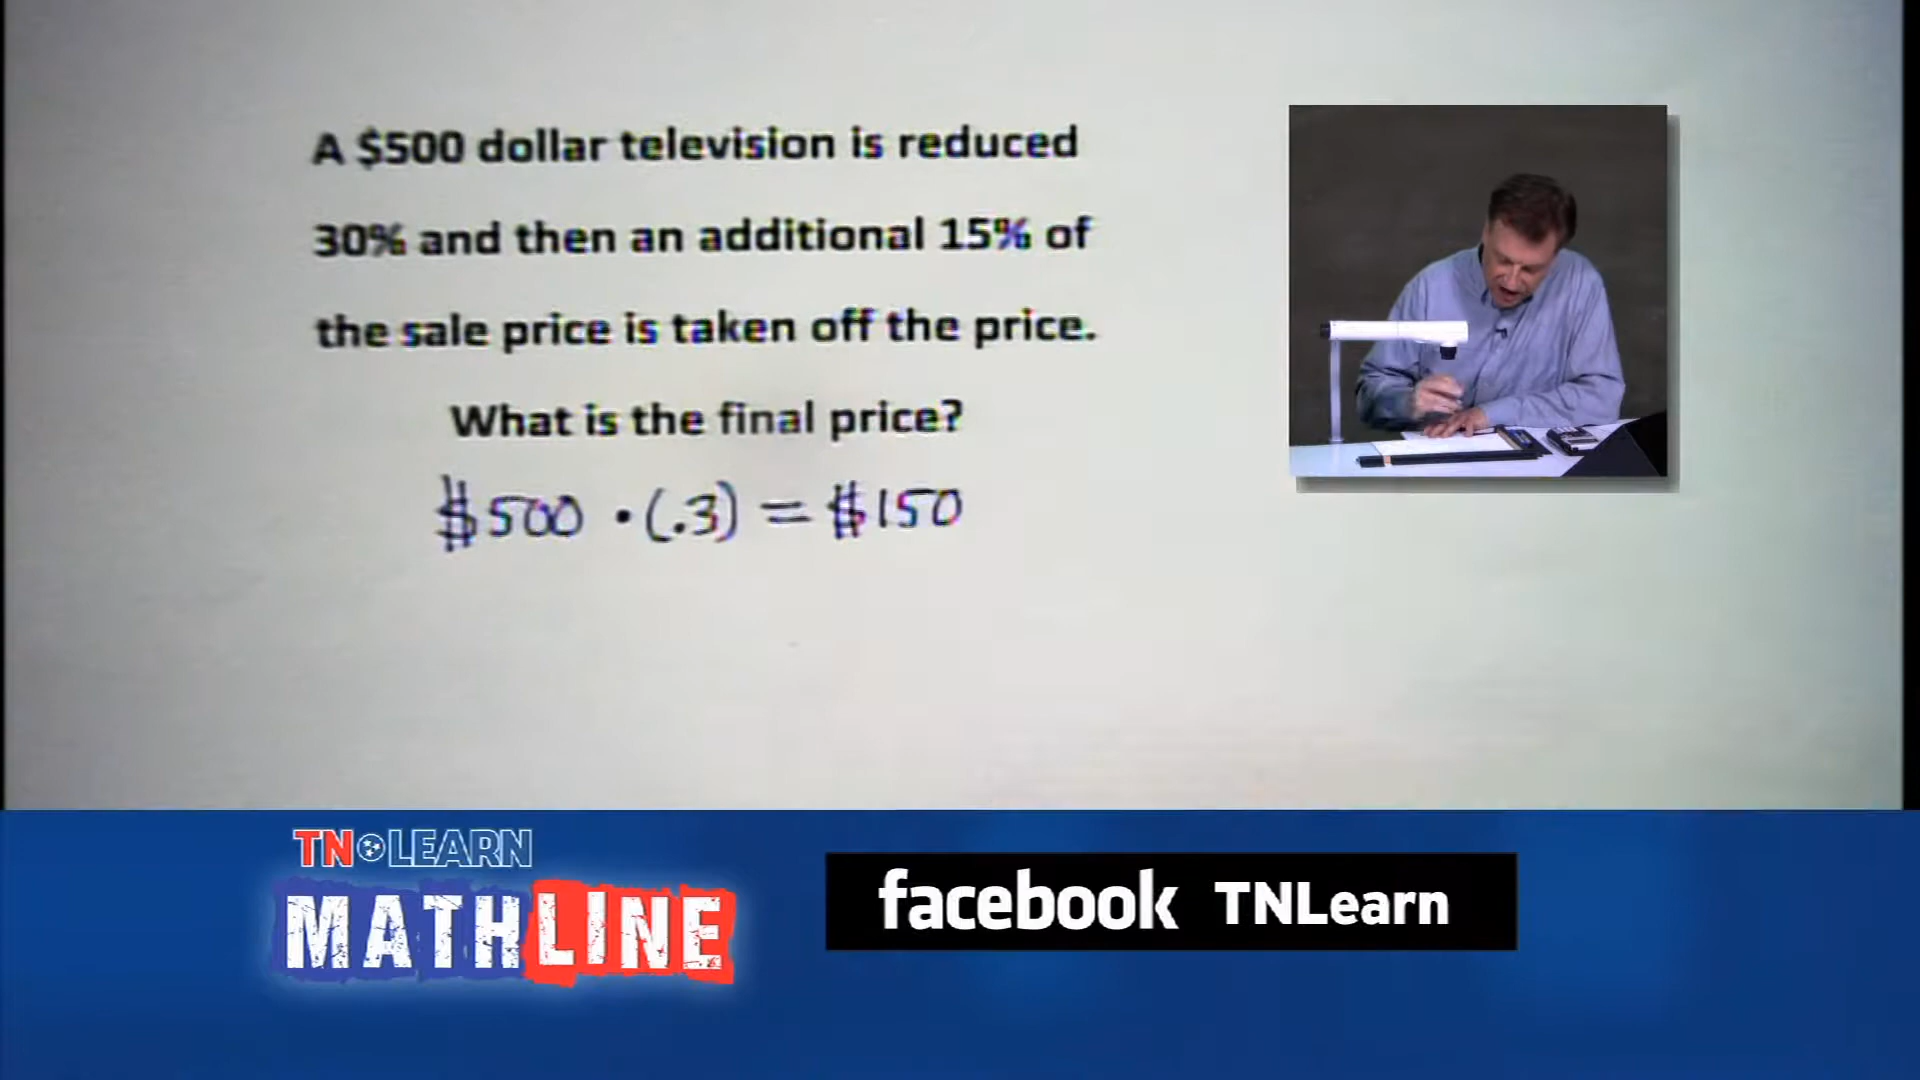 A $500 dollar television is reduced
30% and then an additional 15% of
the sale price is taken off the price.
What is the final price?
$500 · (.3) = $150
TN LEARN
MATHLINE
facebook TNLearn